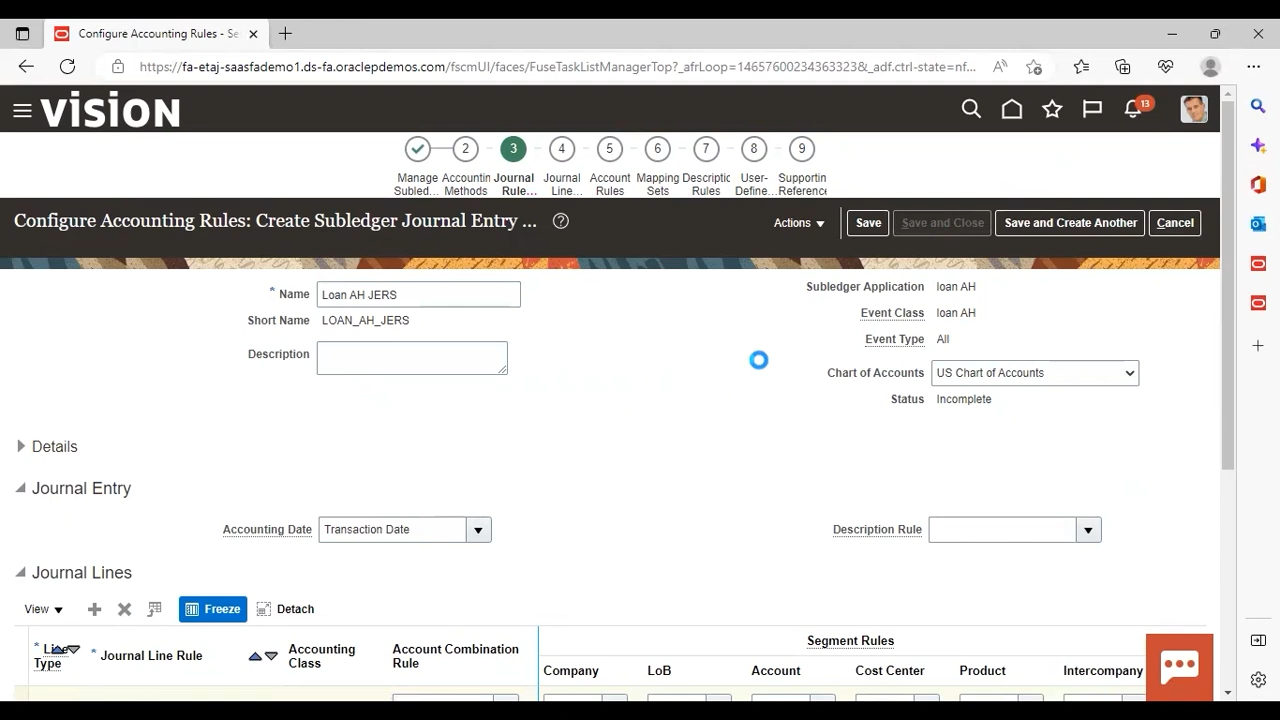 Configure Accounting Rules - Se
https://fa-etaj-saasfademo1.ds-fa.oraclepdemos.com/fscmUI/faces/FuseTaskListManagerTop?_afrLoop=14657600234363323&_adf.ctrl-state=nf...
vision
13
2 3 4 5 6 7 8 9
Manage Subled...
Accountin Methods
Journal Rule...
Journal Line...
Account Rules
Mapping Sets
Descriptic Rules
User-Define...
Supportin Reference
Configure Accounting Rules: Create Subledger Journal Entry ...
Actions Save Save and Close Save and Create Another Cancel
* Name Loan AH JERS
Short Name LOAN_AH_JERS
Description
Subledger Application loan AH
Event Class loan AH
Event Type All
Chart of Accounts US Chart of Accounts
Status Incomplete
Details
Journal Entry
Accounting Date Transaction Date
Description Rule
Journal Lines
View Freeze Detach
* Line Type
* Journal Line Rule
Accounting Class
Account Combination Rule
Segment Rules
Company LoB Account Cost Center Product Intercompany